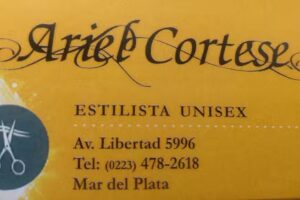 Ariel Cortese
ESTILISTA UNISEX
Av. Libertad 5996
Tel: (0223) 478-2618
Mar del Plata